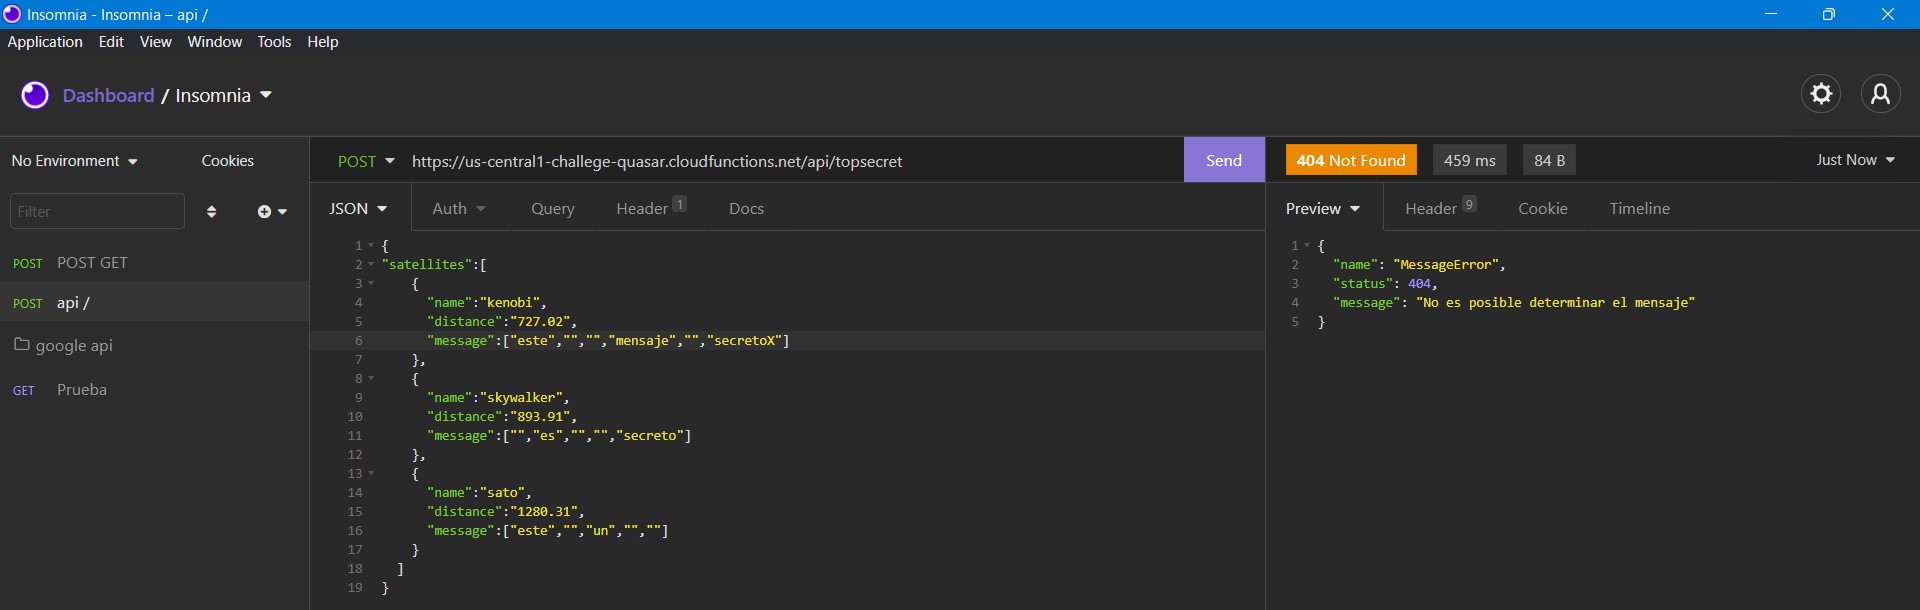 Insomnia - Insomnia – api /
Application Edit View Window Tools Help
Dashboard / Insomnia
No Environment Cookies
POST https://us-central1-challege-quasar.cloudfunctions.net/api/topsecret Send
404 Not Found 459 ms 84 B Just Now
Filter
JSON Auth Query Header 1 Docs
Preview Header 9 Cookie Timeline
POST POST GET
POST api /
google api
GET Prueba
1 {
2 "satellites":[
3 {
4 "name":"kenobi",
5 "distance":"727.02",
6 "message":["este","","","mensaje","","secretoX"]
7 },
8 {
9 "name":"skywalker",
10 "distance":"893.91",
11 "message":["","es","","","secreto"]
12 },
13 {
14 "name":"sato",
15 "distance":"1280.31",
16 "message":["este","","un","",""]
17 }
18 ]
19 }
1 {
2 "name": "MessageError",
3 "status": 404,
4 "message": "No es posible determinar el mensaje"
5 }